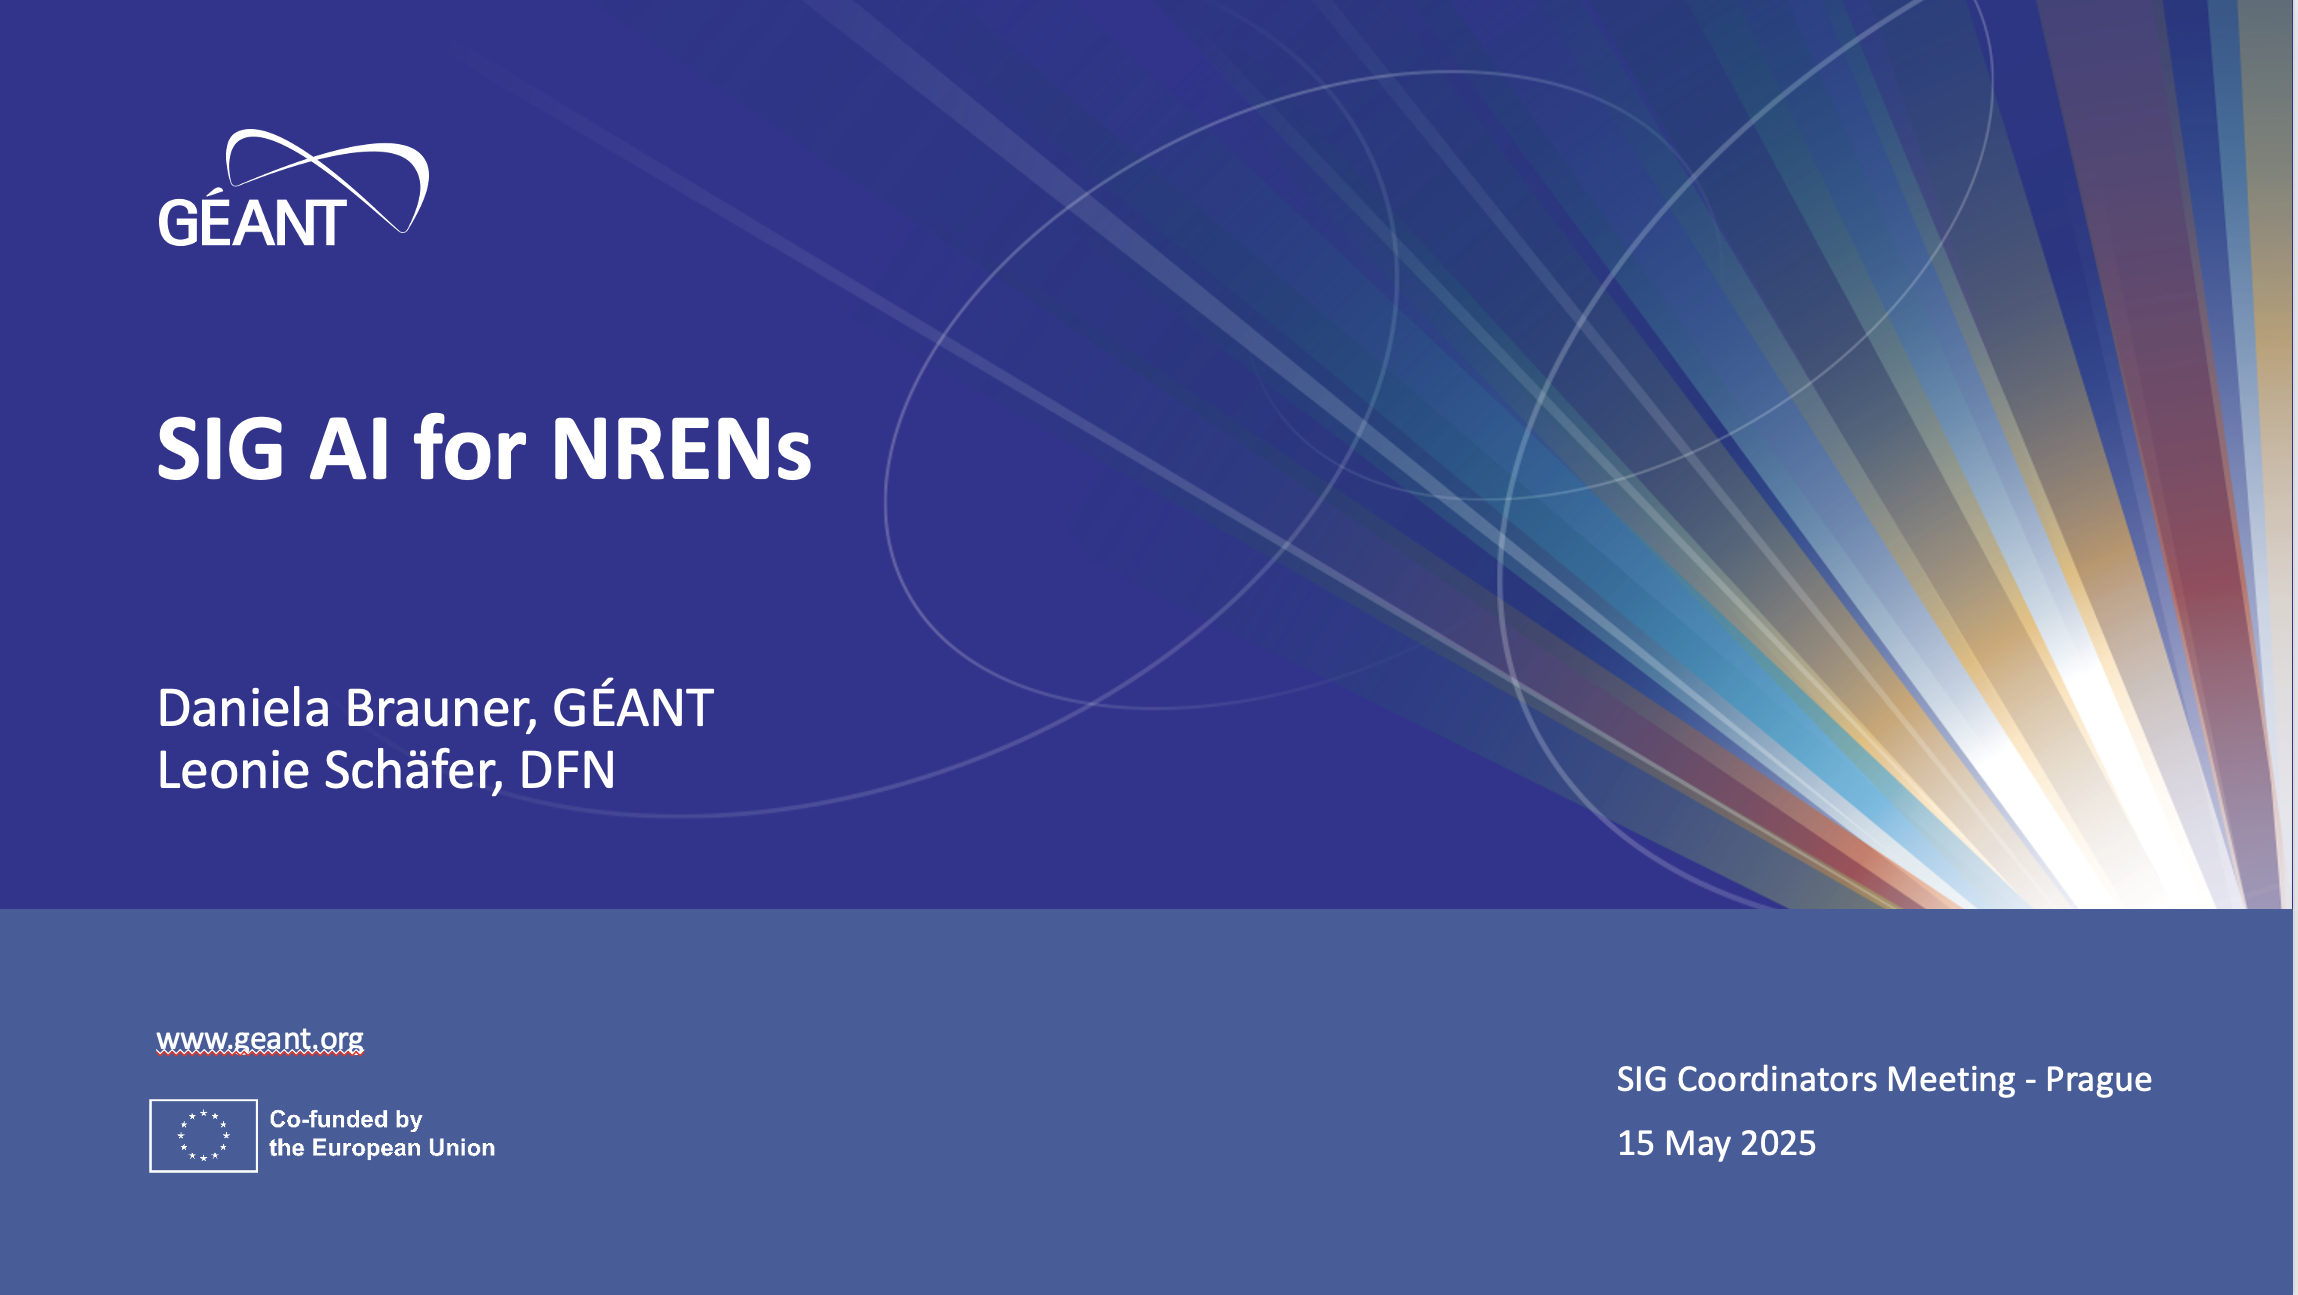 GÉANT
SIG AI for NRENs
Daniela Brauner, GÉANT
Leonie Schäfer, DFN
www.geant.org
Co-funded by
the European Union
SIG Coordinators Meeting - Prague
15 May 2025